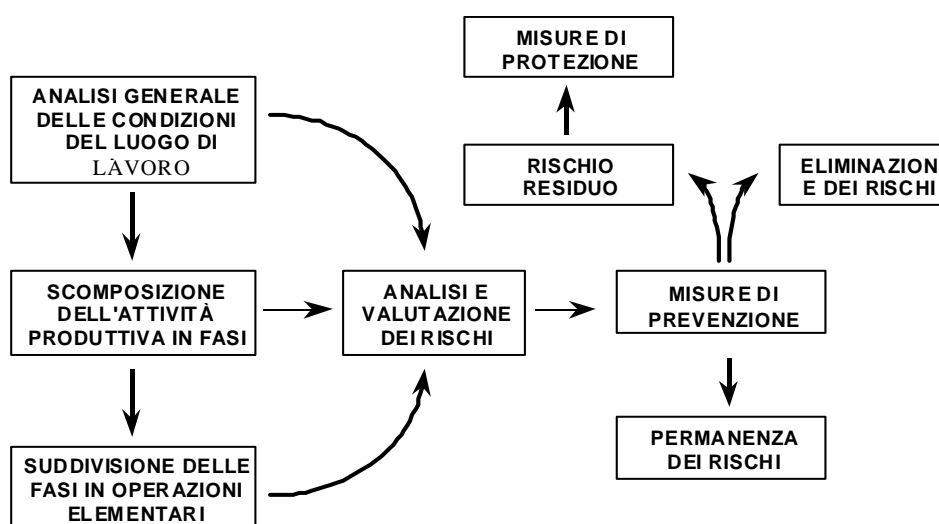 MISURE DI
PROTEZIONE
ANALISI GENERALE
DELLE CONDIZIONI
DEL LUOGO DI
LAVORO
RISCHIO
RESIDUO
ELIMINAZION
E DEI RISCHI
SCOMPOSIZIONE
DELL'ATTIVITÀ
PRODUTTIVA IN FASI
ANALISI E
VALUTAZIONE
DEI RISCHI
MISURE DI
PREVENZIONE
SUDDIVISIONE DELLE
FASI IN OPERAZIONI
ELEMENTARI
PERMANENZA
DEI RISCHI